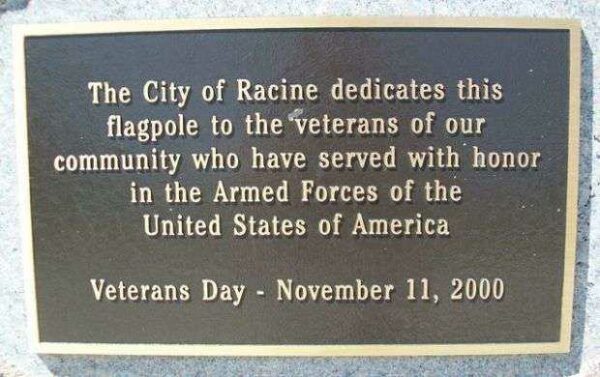 The City of Racine dedicates this
flagpole to the veterans of our
community who have served with honor
in the Armed Forces of the
United States of America
Veterans Day - November 11, 2000